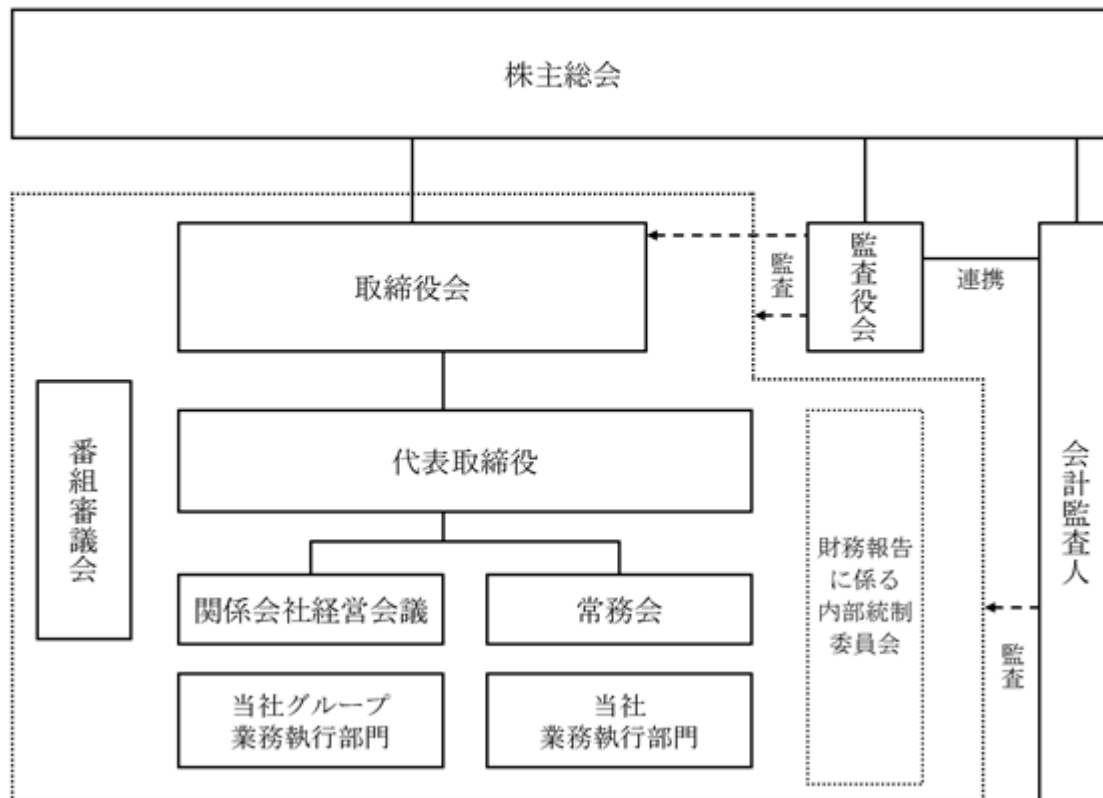 株主総会
取締役会
監査
監査役会
連携
会計監査人
番組審議会
代表取締役
財務報告
に係る
内部統制
委員会
関係会社経営会議
常務会
監査
当社グループ
業務執行部門
当社
業務執行部門